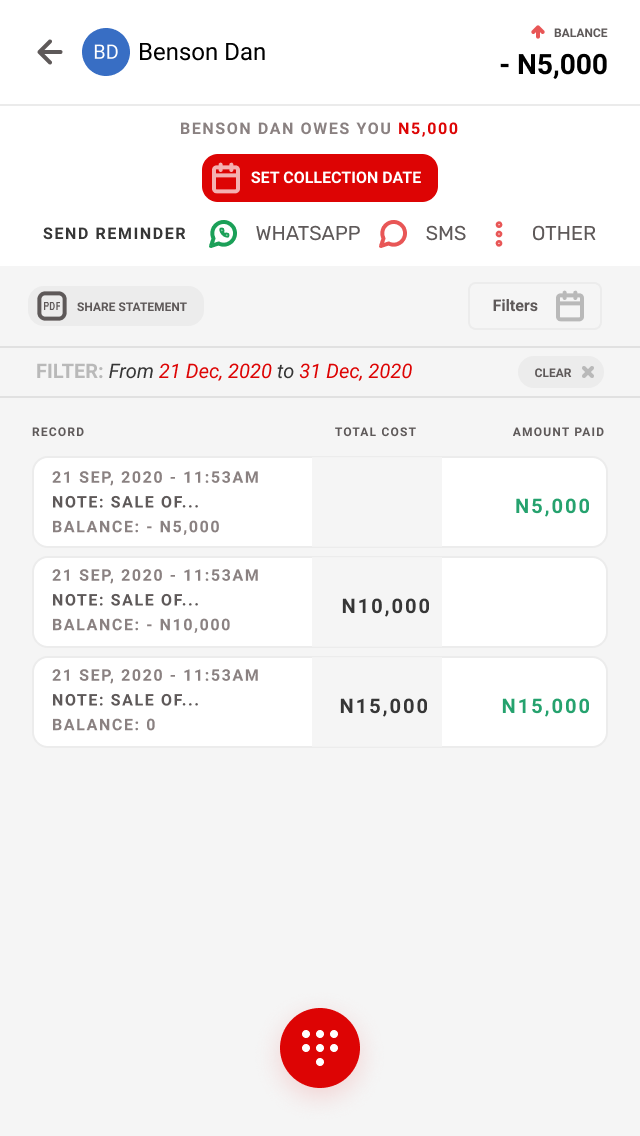 BD Benson Dan
BALANCE
- N5,000
BENSON DAN OWES YOU N5,000
SET COLLECTION DATE
SEND REMINDER WHATSAPP SMS OTHER
PDF SHARE STATEMENT Filters
FILTER: From 21 Dec, 2020 to 31 Dec, 2020 CLEAR
RECORD TOTAL COST AMOUNT PAID
21 SEP, 2020 - 11:53AM
NOTE: SALE OF...
BALANCE: - N5,000
N5,000
21 SEP, 2020 - 11:53AM
NOTE: SALE OF...
BALANCE: - N10,000
N10,000
21 SEP, 2020 - 11:53AM
NOTE: SALE OF...
BALANCE: 0
N15,000 N15,000